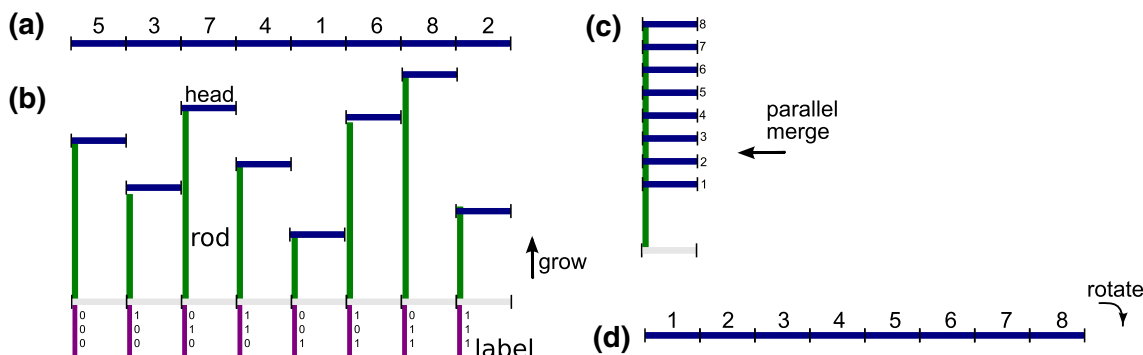 (a)
5 3 7 4 1 6 8 2
(b)
head
rod
grow
0 1 0 1 0 1 0 1
0 0 1 1 0 0 1 1
0 0 0 0 1 1 1 1
label
(c)
8
7
6
5
4
3
2
1
parallel
merge
rotate
(d)
1 2 3 4 5 6 7 8